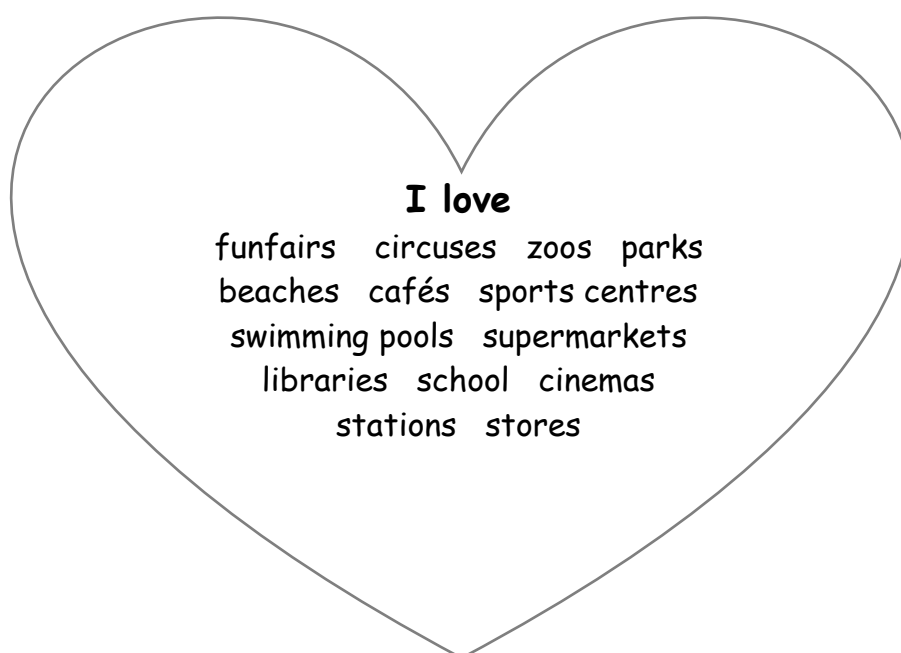 I love
funfairs circuses zoos parks
beaches cafés sports centres
swimming pools supermarkets
libraries school cinemas
stations stores